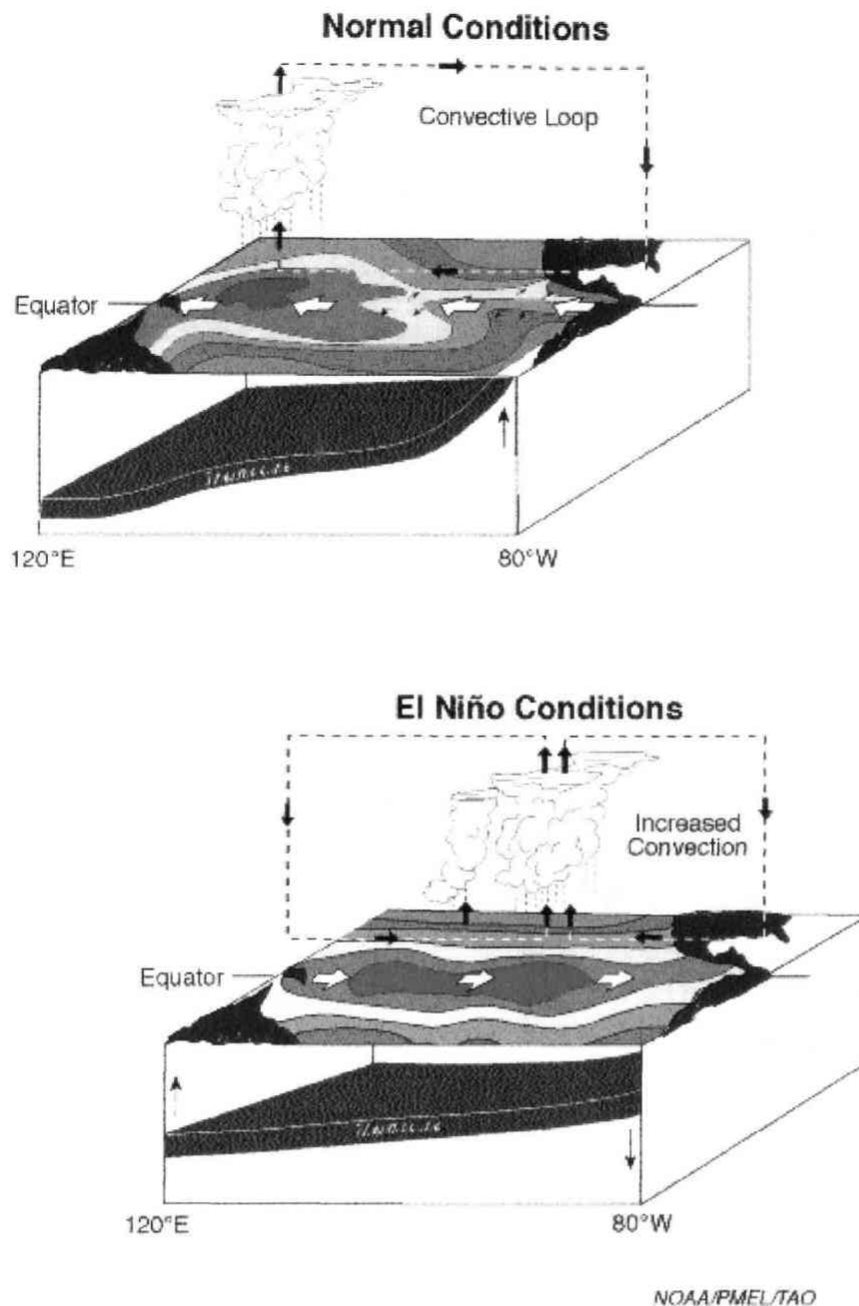 Normal Conditions
Convective Loop
Equator
120°E
80°W
El Niño Conditions
Increased
Convection
Equator
120°E
80°W
NOAA/PMEL/TAO